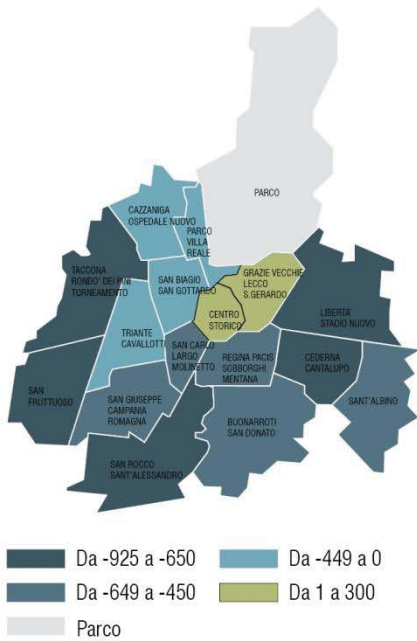 PARCO
CAZZANIGA
OSPEDALE NUOVO
PARCO
VILLA
REALE
GRAZIE VECCHIE
LECCO
S.GERARDO
TACCONA
RONDO' DEI PINI
TORNEAMENTO
SAN BIAGIO
SAN GOTTARDO
CENTRO
STORICO
LIBERTA'
STADIO NUOVO
TRIANTE
CAVALLOTTI
SAN CARLO
LARGO
MOLINETTO
REGINA PACIS
SOBBORGHI
MENTANA
CEDERNA
CANTALUPO
SAN
FRUTTUOSO
SAN GIUSEPPE
CAMPANIA
ROMAGNA
SANT'ALBINO
BUONARROTI
SAN DONATO
SAN ROCCO
SANT'ALESSANDRO
Da -925 a -650
Da -449 a 0
Da -649 a -450
Da 1 a 300
Parco